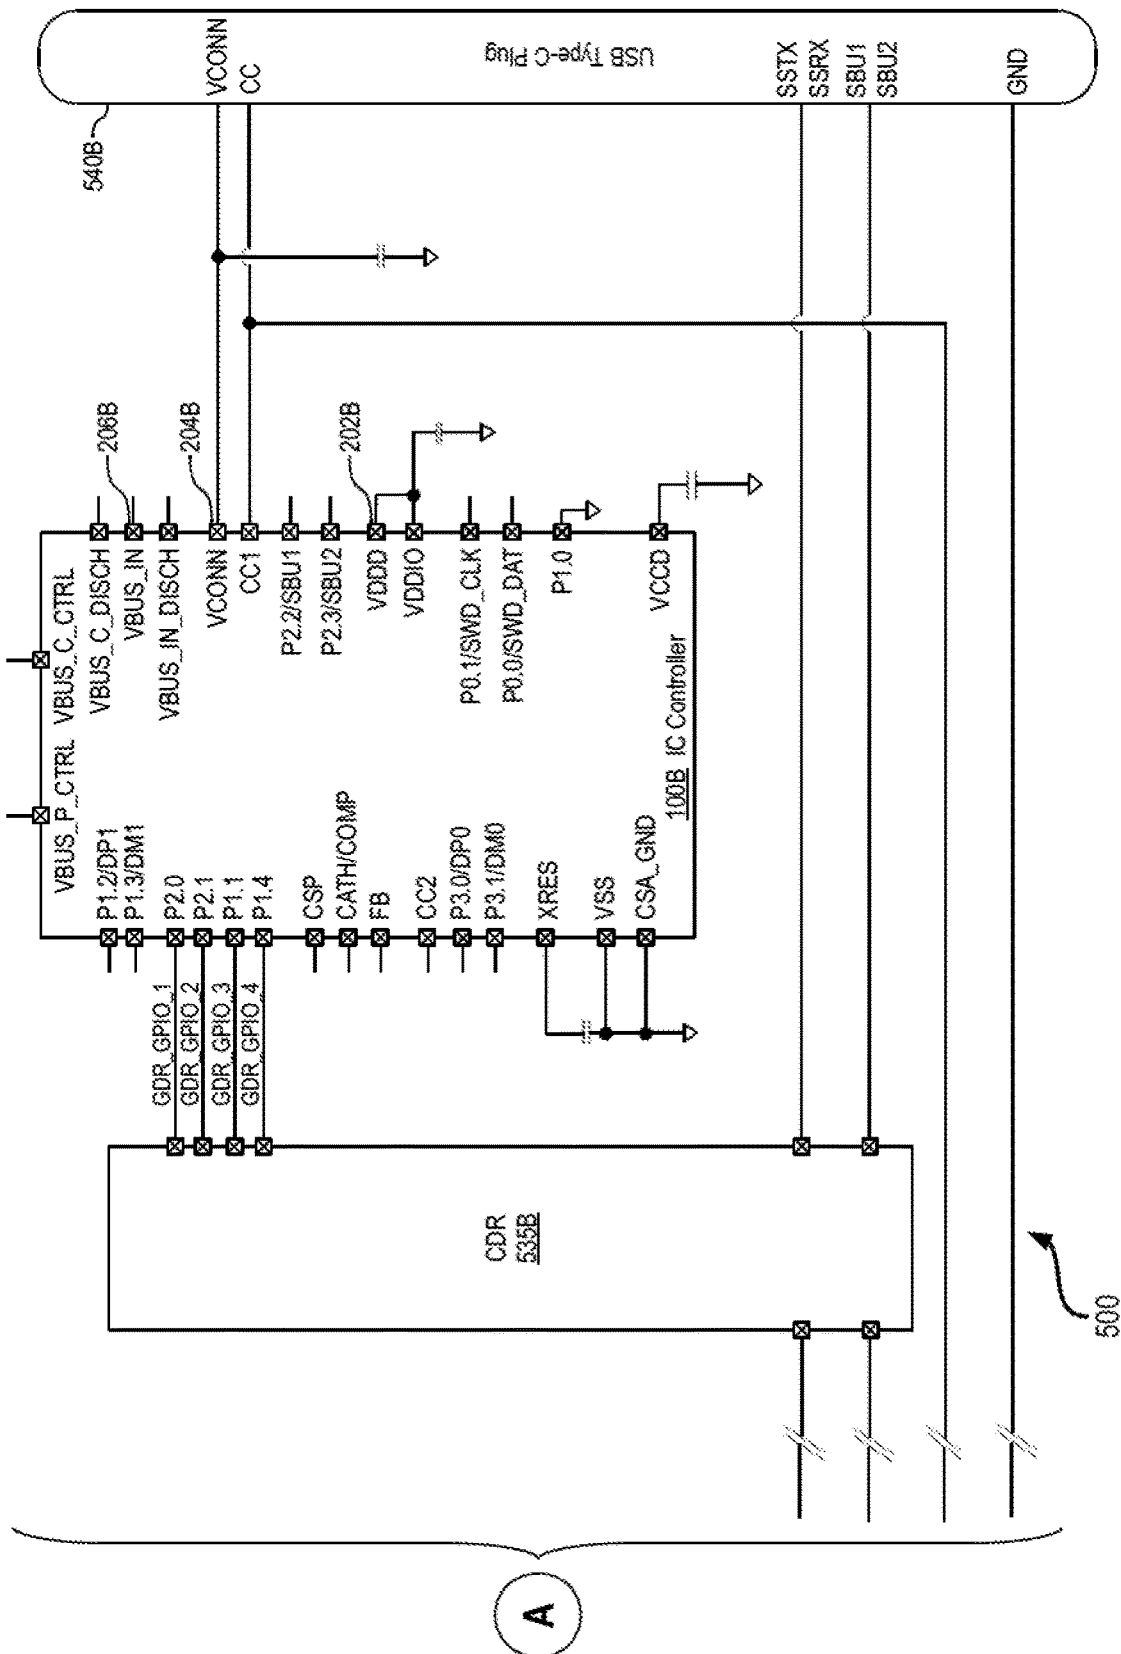 540B
VCONN
CC
USB Type-C Plug
SSTX
SSRX
SBU1
SBU2
GND
206B
204B
202B
VBUS_C_CTRL
VBUS_C_DISCH
VBUS_IN
VBUS_IN_DISCH
VCONN
CC1
P2.2/SBU1
P2.3/SBU2
VDDD
VDDIO
P0.1/SWD_CLK
P0.0/SWD_DAT
P1.0
VCCD
100B IC Controller
VBUS_P_CTRL
P1.2/DP1
P1.3/DM1
P2.0
P2.1
P1.1
P1.4
CSP
CATH/COMP
FB
CC2
P3.0/DP0
P3.1/DM0
XRES
VSS
CSA_GND
GDR_GPIO_1
GDR_GPIO_2
GDR_GPIO_3
GDR_GPIO_4
CDR
535B
500
A